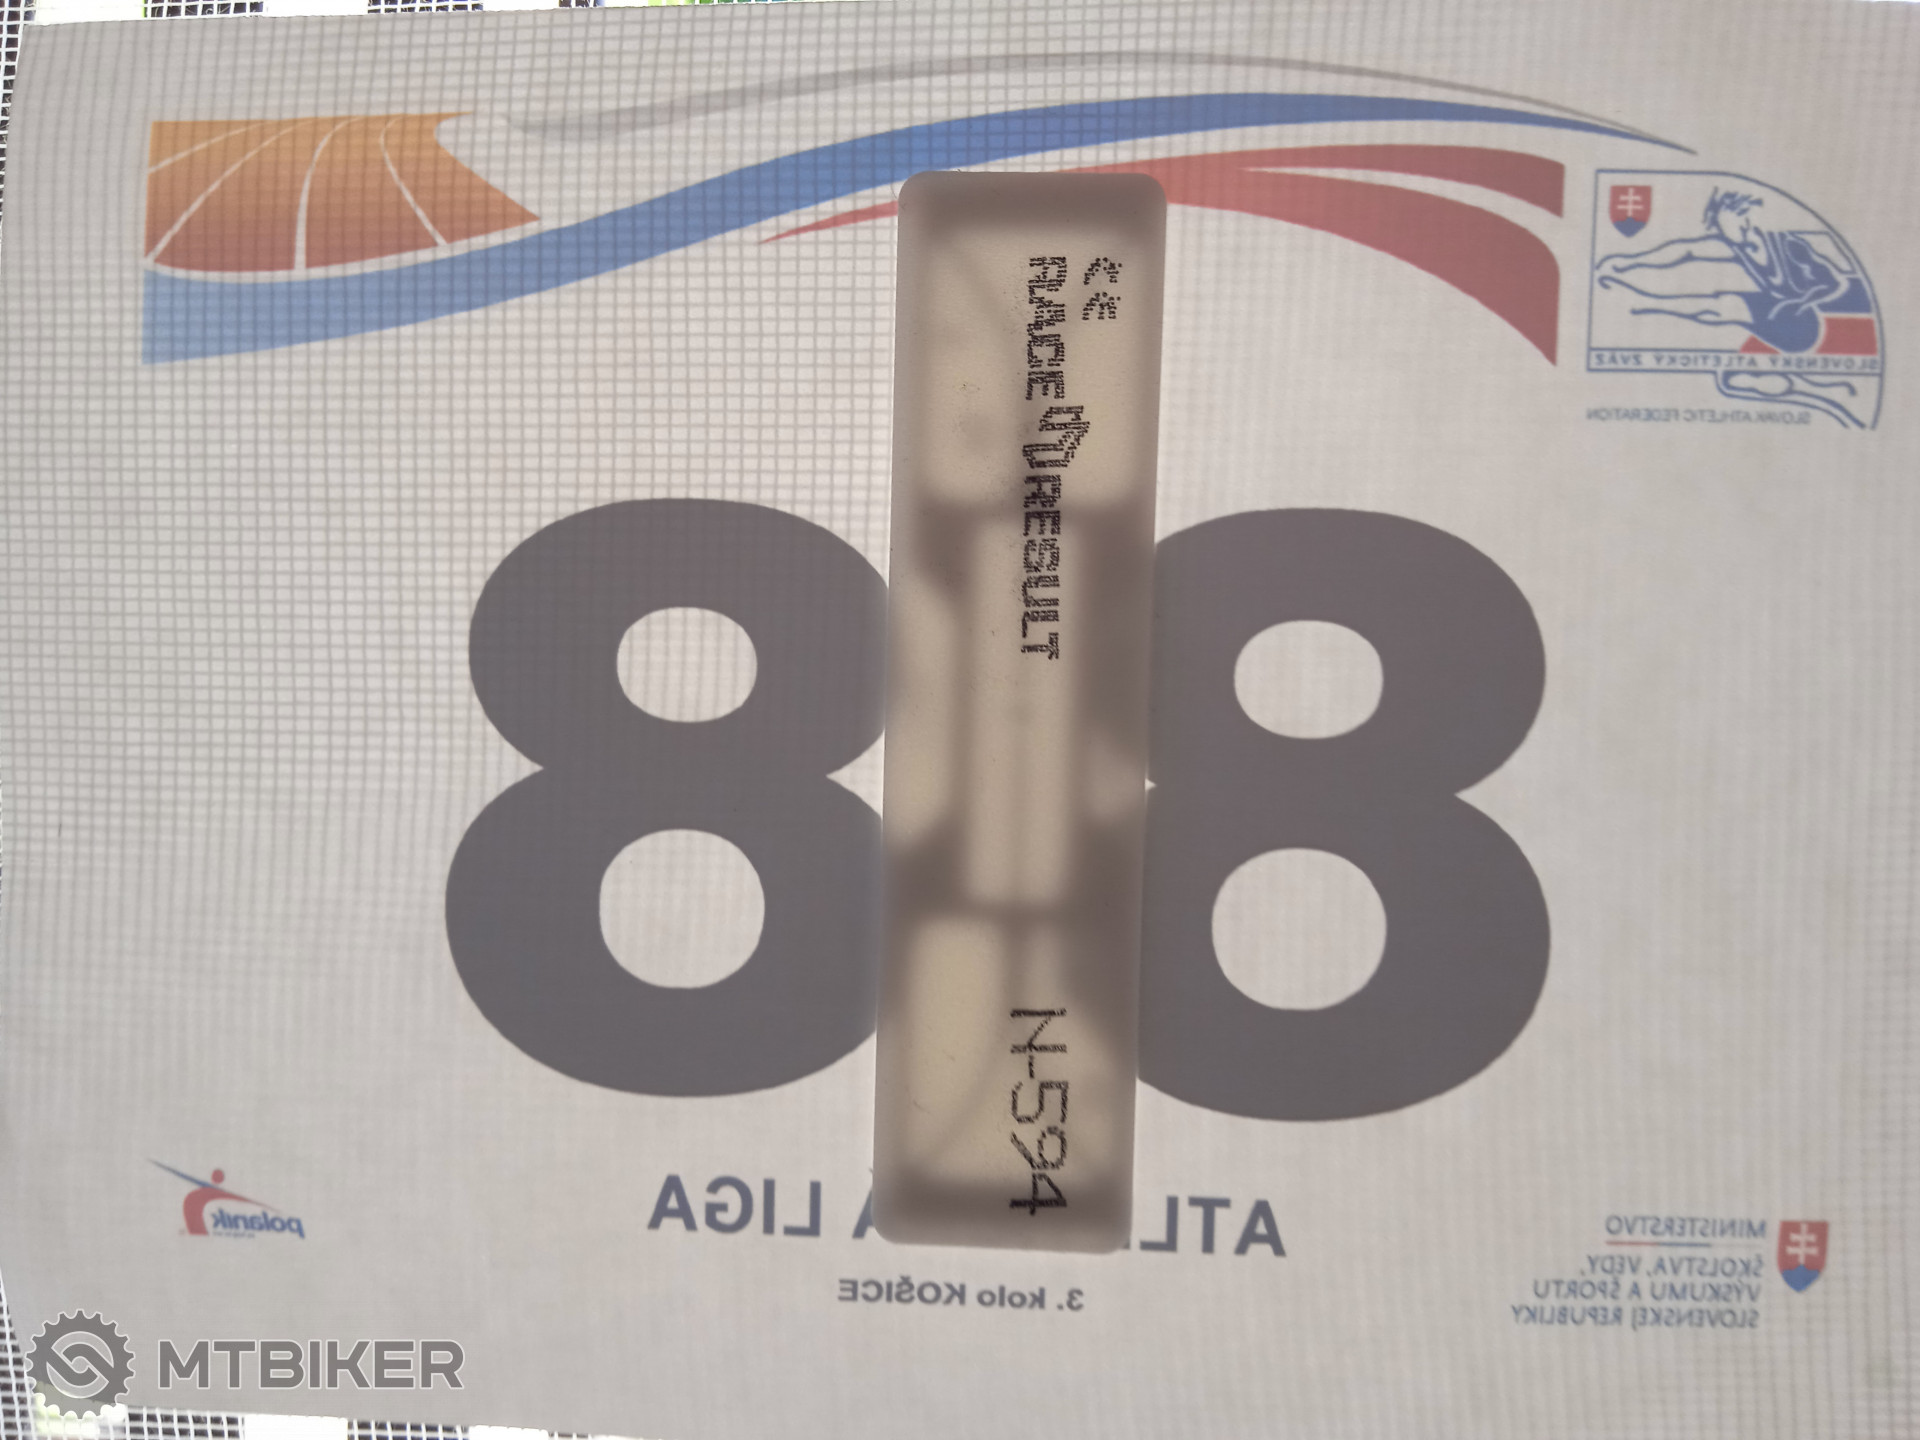 SLOVENSKÝ ATLETICKÝ ZVÄZ
SLOVAK ATHLETIC FEDERATION
CE
RACE RESULT
88
N-594
ATL
LIGA
3. kolo KOŠICE
polanik
MINISTERSTVO
ŠKOLSTVA, VEDY,
VÝSKUMU A ŠPORTU
SLOVENSKEJ REPUBLIKY
MTBIKER